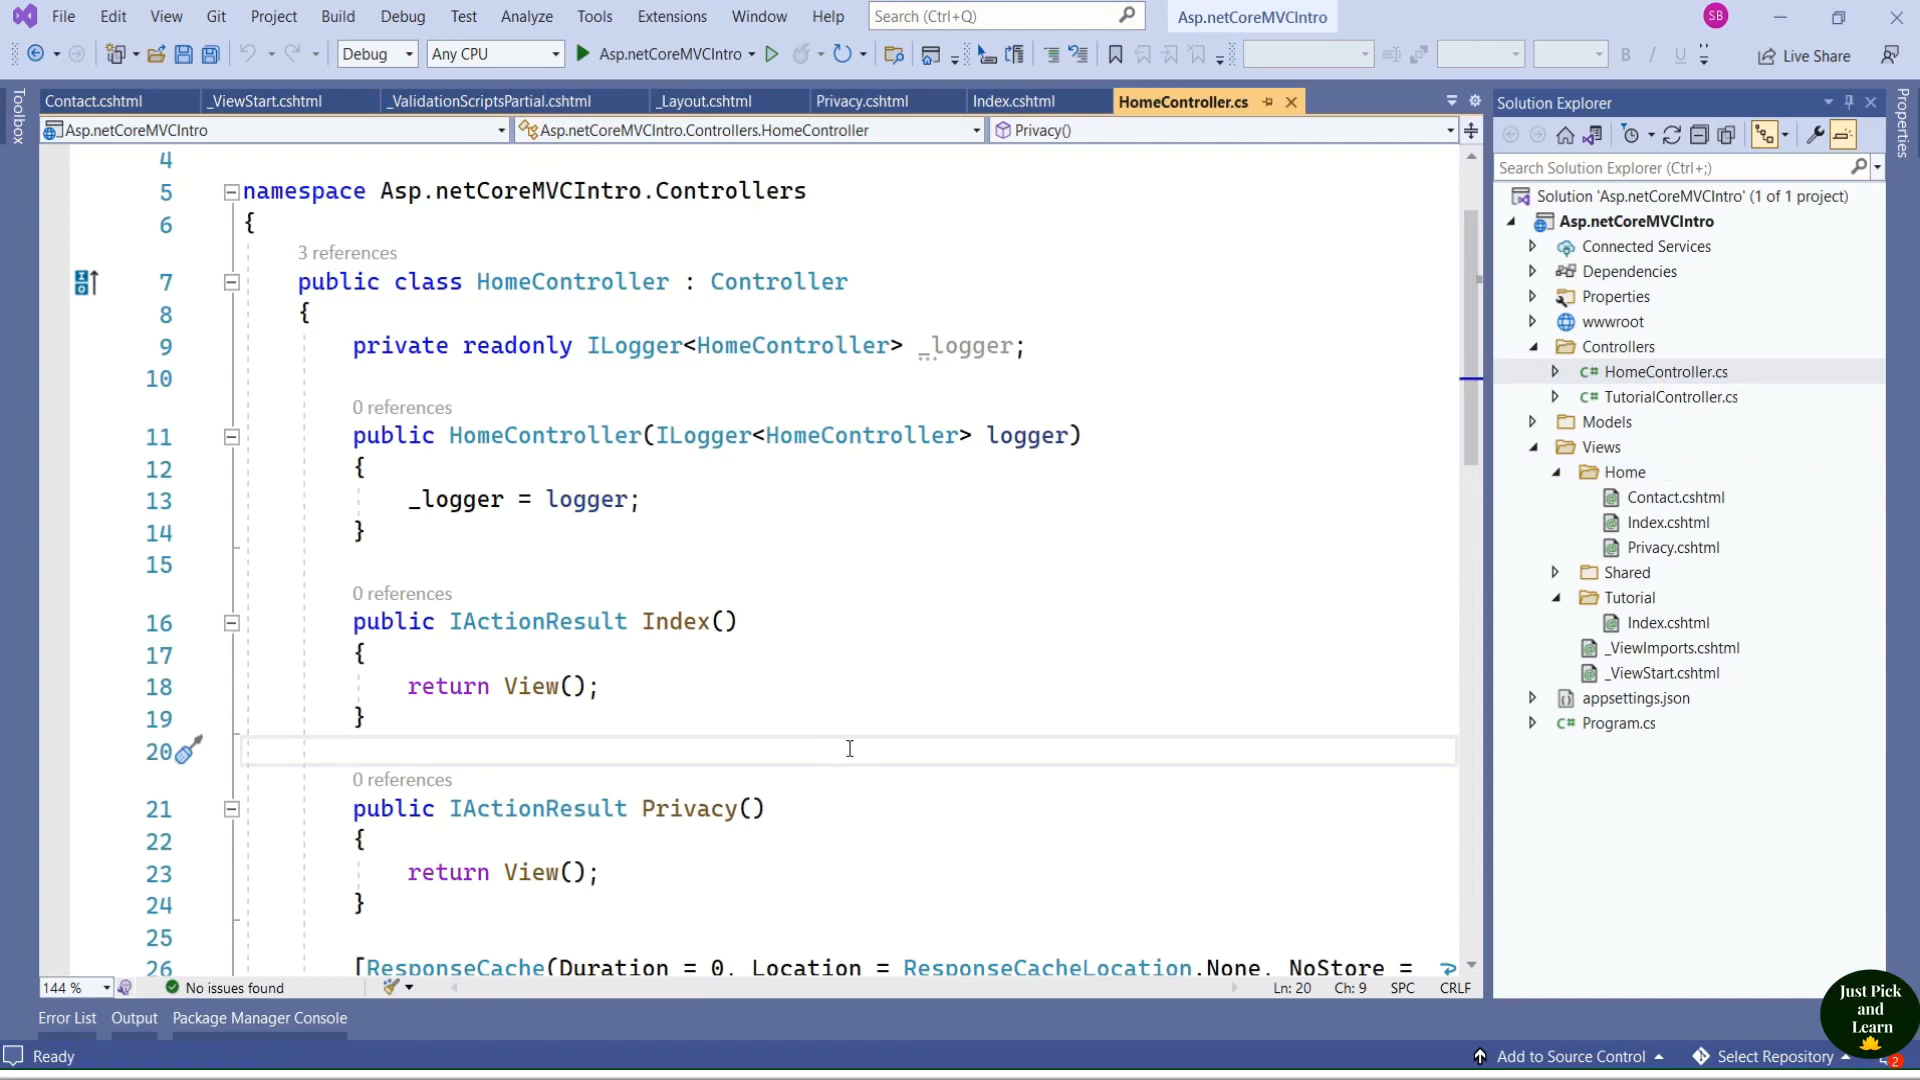 File Edit View Git Project Build Debug Test Analyze Tools Extensions Window Help Search (Ctrl+Q) Asp.netCoreMVCIntro SB
Debug Any CPU Asp.netCoreMVCIntro Live Share
Toolbox
Contact.cshtml _ViewStart.cshtml _ValidationScriptsPartial.cshtml _Layout.cshtml Privacy.cshtml Index.cshtml HomeController.cs
Asp.netCoreMVCIntro Asp.netCoreMVCIntro.Controllers.HomeController Privacy()
4
5 namespace Asp.netCoreMVCIntro.Controllers
6 {
3 references
7 public class HomeController : Controller
8 {
9 private readonly ILogger<HomeController> _logger;
10
0 references
11 public HomeController(ILogger<HomeController> logger)
12 {
13 _logger = logger;
14 }
15
0 references
16 public IActionResult Index()
17 {
18 return View();
19 }
20
0 references
21 public IActionResult Privacy()
22 {
23 return View();
24 }
25
26 [ResponseCache(Duration = 0, Location = ResponseCacheLocation.None, NoStore =
144 % No issues found Ln: 20 Ch: 9 SPC CRLF
Error List Output Package Manager Console
Ready Add to Source Control Select Repository 2
Solution Explorer
Search Solution Explorer (Ctrl+;)
Solution 'Asp.netCoreMVCIntro' (1 of 1 project)
Asp.netCoreMVCIntro
Connected Services
Dependencies
Properties
wwwroot
Controllers
C# HomeController.cs
C# TutorialController.cs
Models
Views
Home
Contact.cshtml
Index.cshtml
Privacy.cshtml
Shared
Tutorial
Index.cshtml
_ViewImports.cshtml
_ViewStart.cshtml
appsettings.json
C# Program.cs
Properties
Just Pick
and
Learn